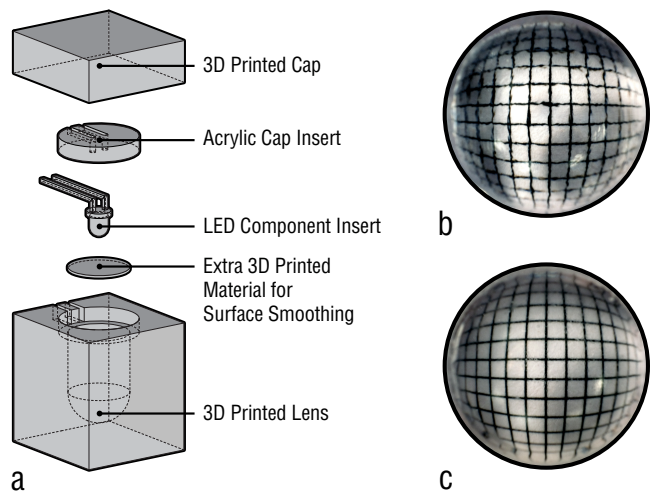 3D Printed Cap
Acrylic Cap Insert
LED Component Insert
Extra 3D Printed
Material for
Surface Smoothing
3D Printed Lens
a
b
c